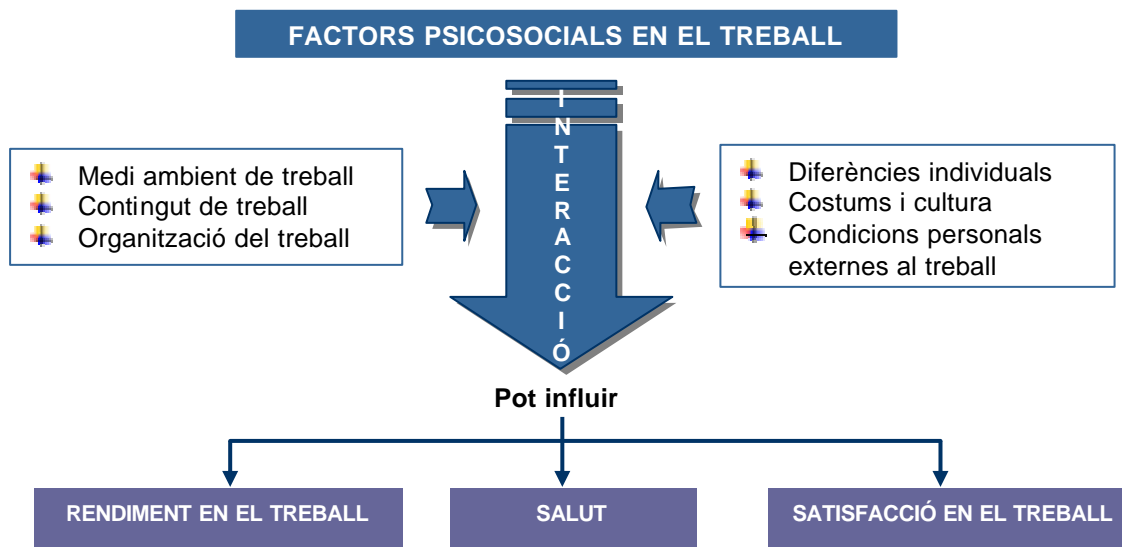 FACTORS PSICOSOCIALS EN EL TREBALL
INTERACCIÓ
Medi ambient de treball
Contingut de treball
Organització del treball
Diferències individuals
Costums i cultura
Condicions personals
externes al treball
Pot influir
RENDIMENT EN EL TREBALL
SALUT
SATISFACCIÓ EN EL TREBALL